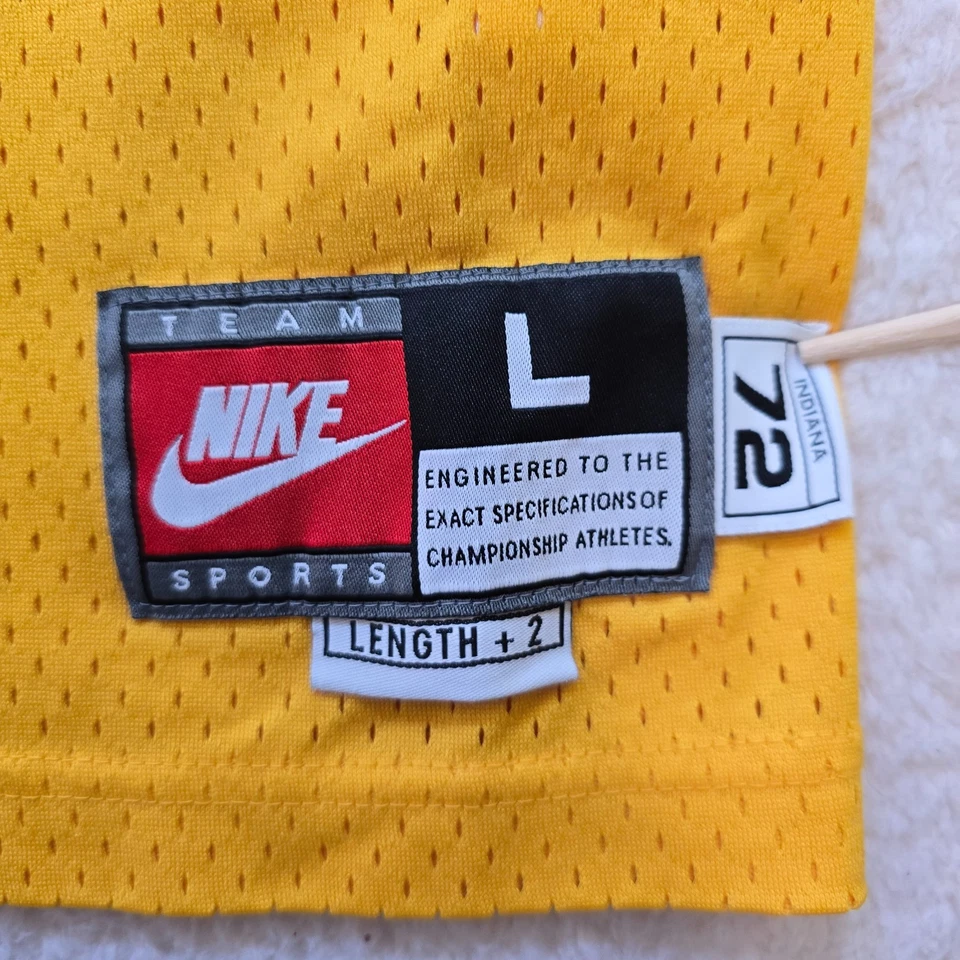 TEAM
NIKE
SPORTS
L
ENGINEERED TO THE
EXACT SPECIFICATIONS OF
CHAMPIONSHIP ATHLETES.
LENGTH + 2
INDIANA
72